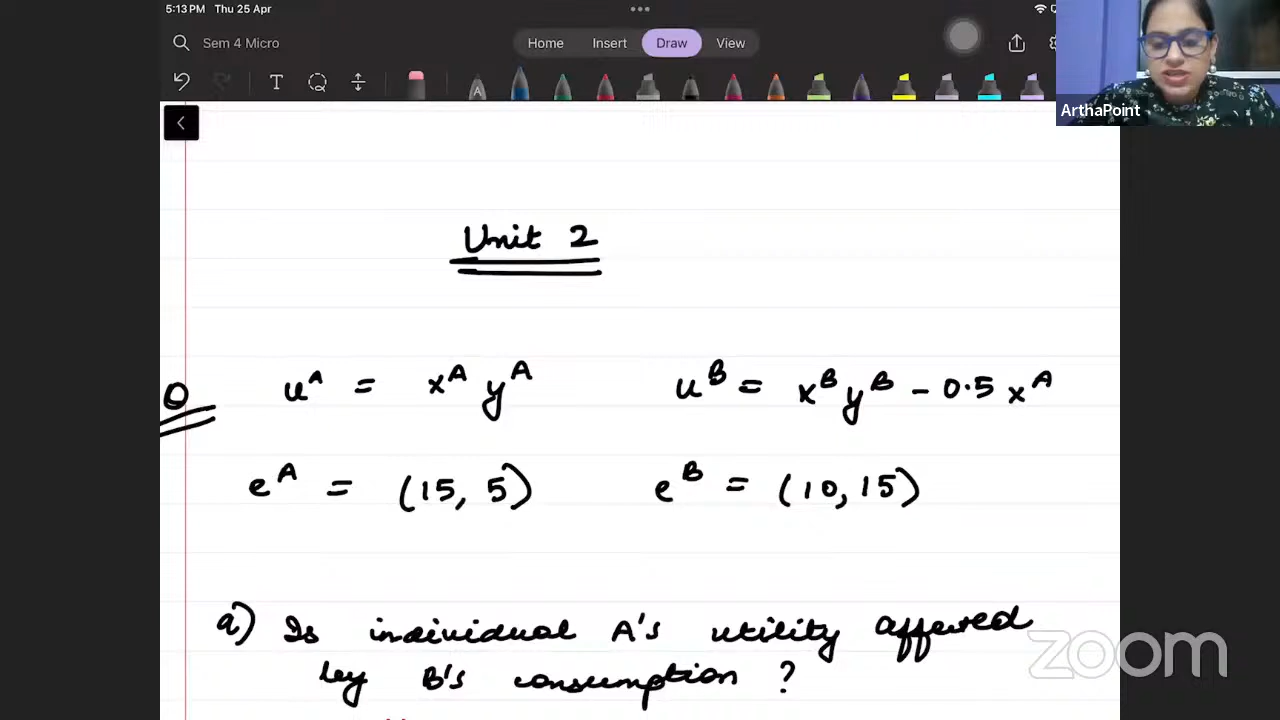 5:13 PM Thu 25 Apr
Sem 4 Micro
Home Insert Draw View
ArthaPoint
Unit 2
Q u^A = x^A y^A u^B = x^B y^B - 0.5 x^A
e^A = (15, 5) e^B = (10, 15)
a) Is individual A's utility affected
by B's consumption ?
zoom